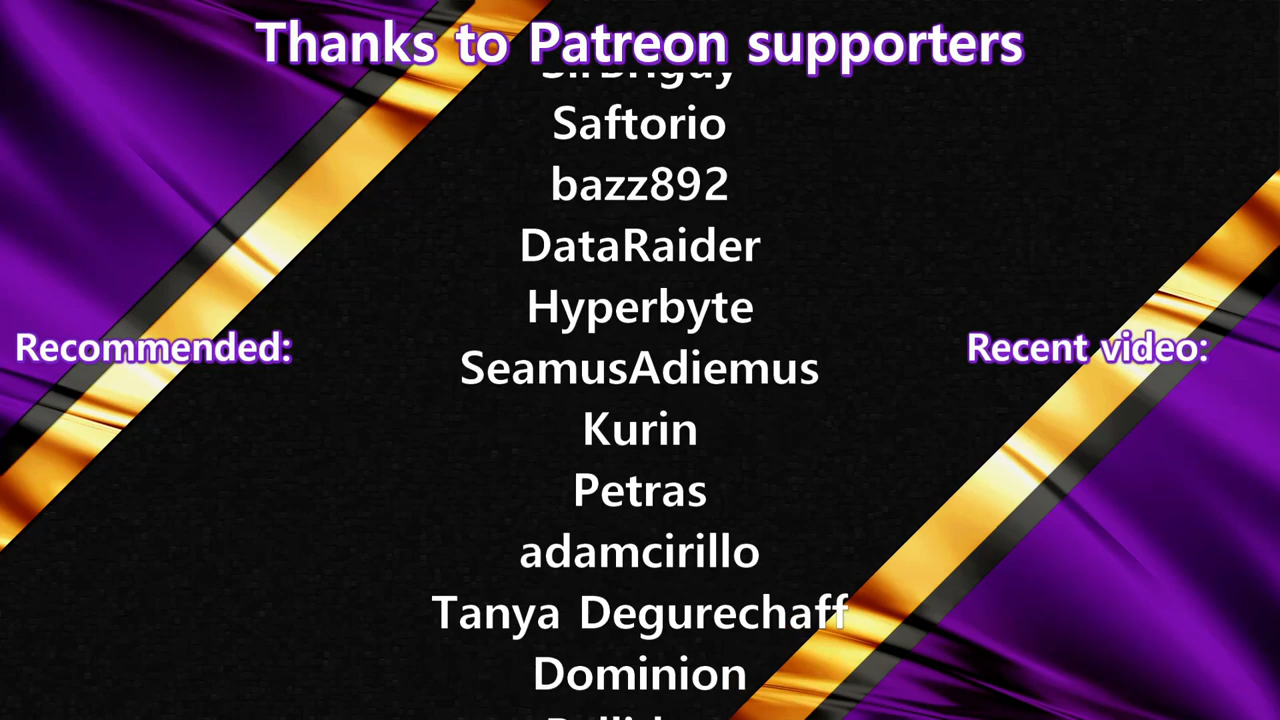 Thanks to Patreon supporters
Saftorio
bazz892
DataRaider
Hyperbyte
Recommended:
Recent video:
SeamusAdiemus
Kurin
Petras
adamcirillo
Tanya Degurechaff
Dominion